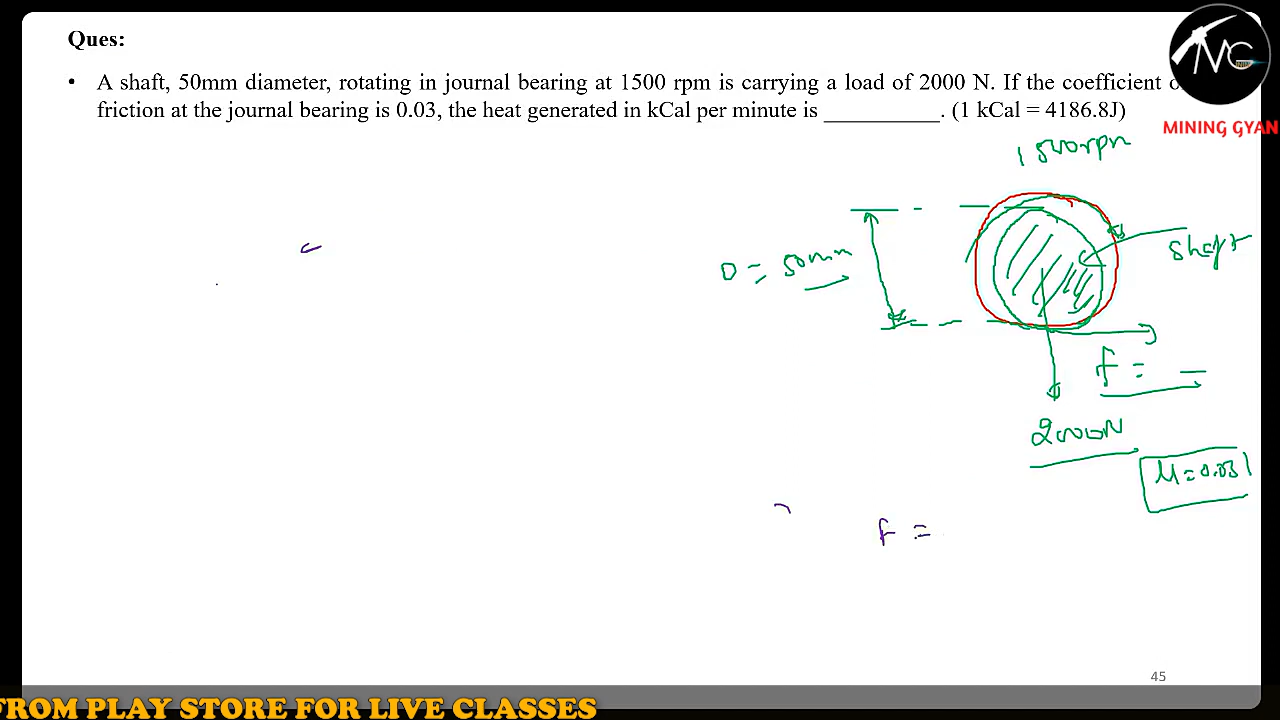 Ques:
• A shaft, 50mm diameter, rotating in journal bearing at 1500 rpm is carrying a load of 2000 N. If the coefficient
friction at the journal bearing is 0.03, the heat generated in kCal per minute is __________. (1 kCal = 4186.8J)
MG
MINING GYAN
1500rpm
D = 50mm
shaft
f =
2000N
μ=0.03
F =
45
FROM PLAY STORE FOR LIVE CLASSES